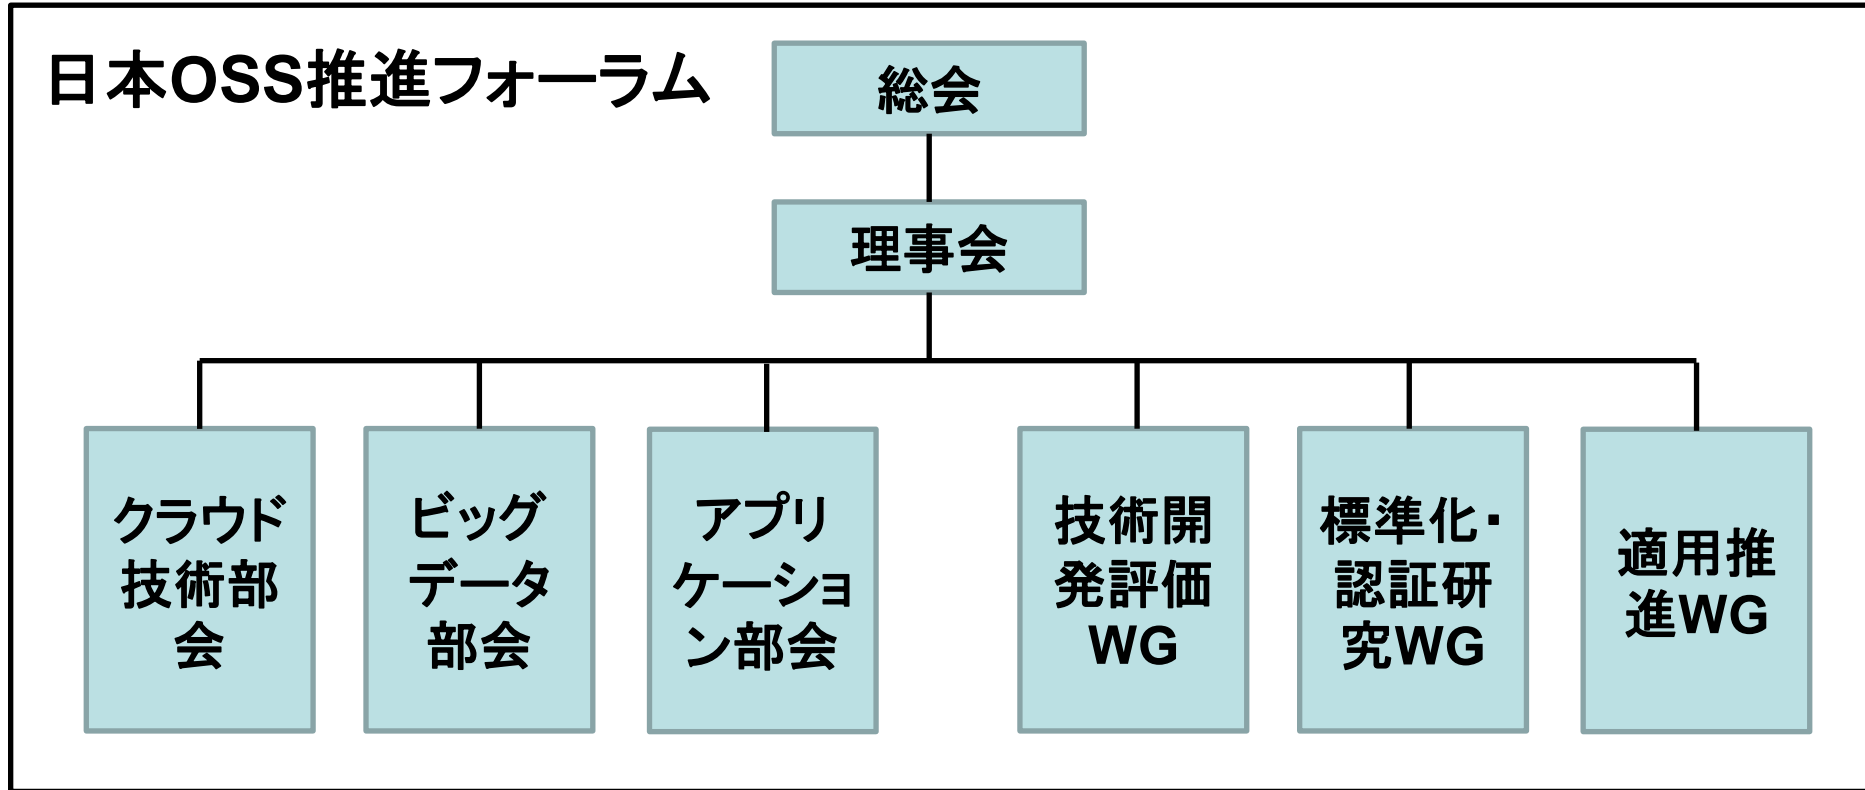 日本OSS推進フォーラム
総会
理事会
クラウド
技術部
会
ビッグ
データ
部会
アプリ
ケーショ
ン部会
技術開
発評価
WG
標準化・
認証研
究WG
適用推
進WG